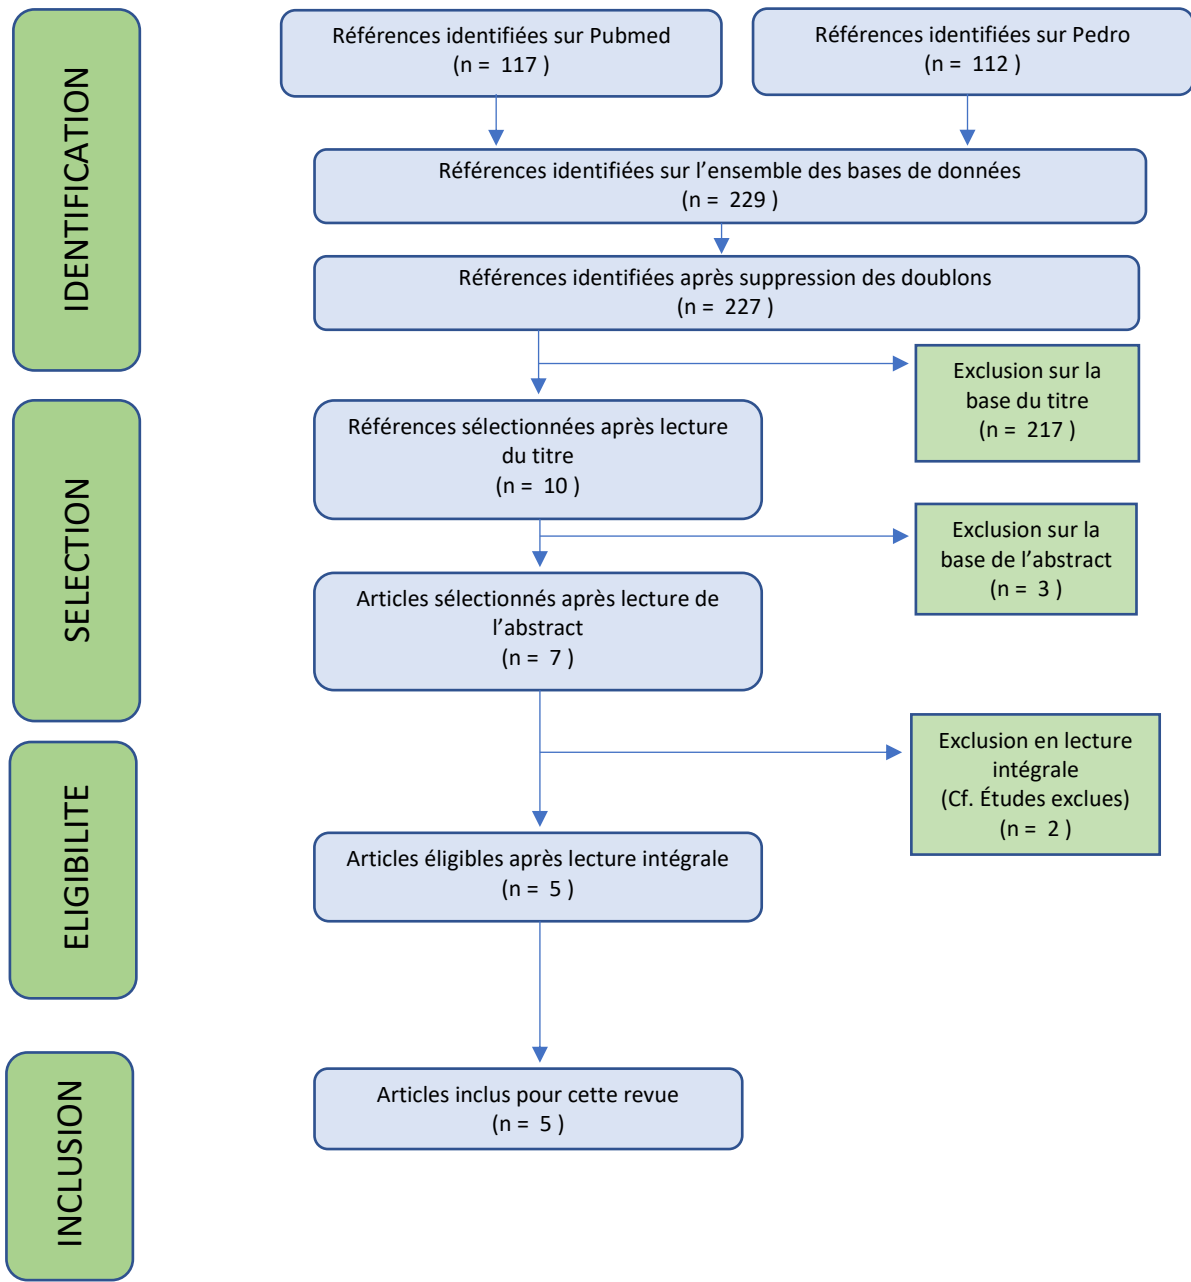 IDENTIFICATION
Références identifiées sur Pubmed
(n = 117 )
Références identifiées sur Pedro
(n = 112 )
Références identifiées sur l’ensemble des bases de données
(n = 229 )
Références identifiées après suppression des doublons
(n = 227 )
Exclusion sur la
base du titre
(n = 217 )
SELECTION
Références sélectionnées après lecture
du titre
(n = 10 )
Exclusion sur la
base de l’abstract
(n = 3 )
Articles sélectionnés après lecture de
l’abstract
(n = 7 )
Exclusion en lecture
intégrale
(Cf. Études exclues)
(n = 2 )
ELIGIBILITE
Articles éligibles après lecture intégrale
(n = 5 )
INCLUSION
Articles inclus pour cette revue
(n = 5 )